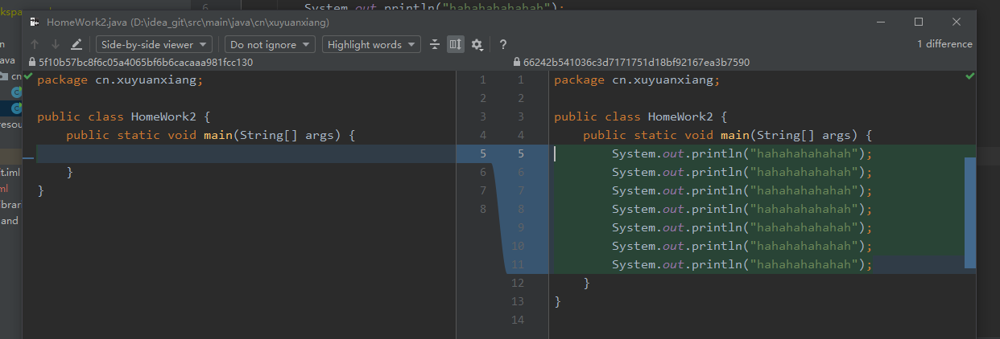 kspa
6 System.out.println("hahahahahahah");
HomeWork2.java (D:\idea_git\src\main\java\cn\xuyuanxiang)
Side-by-side viewer Do not ignore Highlight words ? 1 difference
5f10b57bc8f6c05a4065bf6b6cacaaa981fcc130 66242b541036c3d7171751d18bf92167ea3b7590
n
ava
cn
C
C
resou
t.iml
ml
librar
and
package cn.xuyuanxiang;
public class HomeWork2 {
public static void main(String[] args) {
}
}
1
2
3
4
5
6
7
8
1 package cn.xuyuanxiang;
2
3 public class HomeWork2 {
4 public static void main(String[] args) {
5 System.out.println("hahahahahahah");
6 System.out.println("hahahahahahah");
7 System.out.println("hahahahahahah");
8 System.out.println("hahahahahahah");
9 System.out.println("hahahahahahah");
10 System.out.println("hahahahahahah");
11 System.out.println("hahahahahahah");
12 }
13 }
14